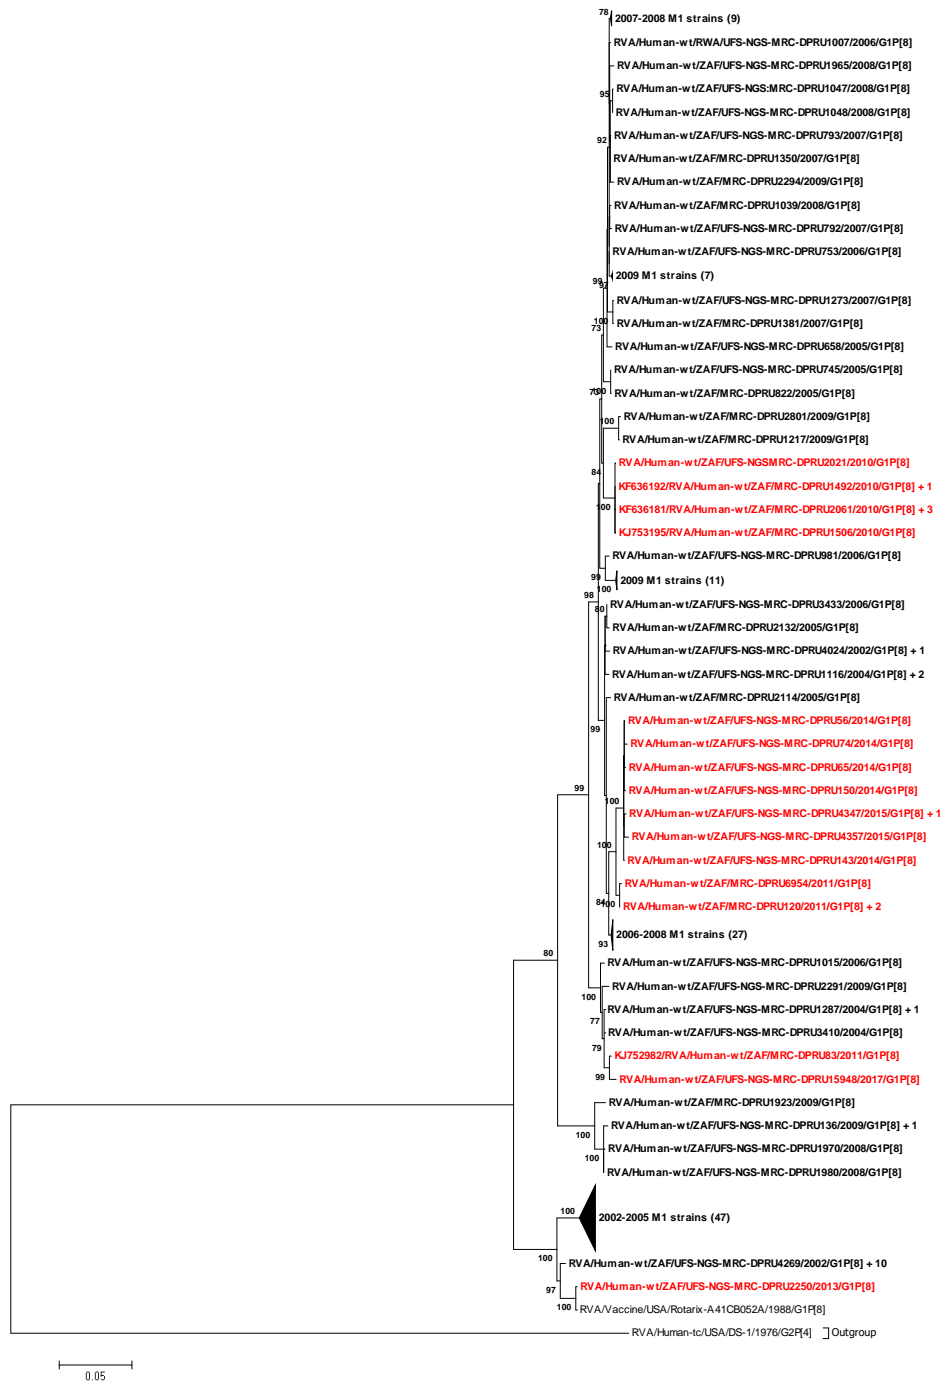 78
2007-2008 M1 strains (9)
RVA/Human-wt/RWA/UFS-NGS-MRC-DPRU1007/2006/G1P[8]
RVA/Human-wt/ZAF/UFS-NGS-MRC-DPRU1965/2008/G1P[8]
RVA/Human-wt/ZAF/UFS-NGS:MRC-DPRU1047/2008/G1P[8]
95
RVA/Human-wt/ZAF/UFS-NGS-MRC-DPRU1048/2008/G1P[8]
RVA/Human-wt/ZAF/UFS-NGS-MRC-DPRU793/2007/G1P[8]
92
RVA/Human-wt/ZAF/MRC-DPRU1350/2007/G1P[8]
RVA/Human-wt/ZAF/MRC-DPRU2294/2009/G1P[8]
RVA/Human-wt/ZAF/MRC-DPRU1039/2008/G1P[8]
RVA/Human-wt/ZAF/UFS-NGS-MRC-DPRU792/2007/G1P[8]
RVA/Human-wt/ZAF/UFS-NGS-MRC-DPRU753/2006/G1P[8]
2009 M1 strains (7)
99
97
RVA/Human-wt/ZAF/UFS-NGS-MRC-DPRU1273/2007/G1P[8]
100
RVA/Human-wt/ZAF/MRC-DPRU1381/2007/G1P[8]
73
RVA/Human-wt/ZAF/UFS-NGS-MRC-DPRU658/2005/G1P[8]
RVA/Human-wt/ZAF/UFS-NGS-MRC-DPRU745/2005/G1P[8]
100
RVA/Human-wt/ZAF/MRC-DPRU822/2005/G1P[8]
RVA/Human-wt/ZAF/MRC-DPRU2801/2009/G1P[8]
100
RVA/Human-wt/ZAF/MRC-DPRU1217/2009/G1P[8]
RVA/Human-wt/ZAF/UFS-NGSMRC-DPRU2021/2010/G1P[8]
84
KF636192/RVA/Human-wt/ZAF/MRC-DPRU1492/2010/G1P[8] + 1
100
KF636181/RVA/Human-wt/ZAF/MRC-DPRU2061/2010/G1P[8] + 3
KJ753195/RVA/Human-wt/ZAF/MRC-DPRU1506/2010/G1P[8]
RVA/Human-wt/ZAF/UFS-NGS-MRC-DPRU981/2006/G1P[8]
99
2009 M1 strains (11)
100
98
RVA/Human-wt/ZAF/UFS-NGS-MRC-DPRU3433/2006/G1P[8]
80
RVA/Human-wt/ZAF/MRC-DPRU2132/2005/G1P[8]
RVA/Human-wt/ZAF/UFS-NGS-MRC-DPRU4024/2002/G1P[8] + 1
RVA/Human-wt/ZAF/UFS-NGS-MRC-DPRU1116/2004/G1P[8] + 2
RVA/Human-wt/ZAF/MRC-DPRU2114/2005/G1P[8]
RVA/Human-wt/ZAF/UFS-NGS-MRC-DPRU56/2014/G1P[8]
99
RVA/Human-wt/ZAF/UFS-NGS-MRC-DPRU74/2014/G1P[8]
RVA/Human-wt/ZAF/UFS-NGS-MRC-DPRU65/2014/G1P[8]
99
RVA/Human-wt/ZAF/UFS-NGS-MRC-DPRU150/2014/G1P[8]
100
RVA/Human-wt/ZAF/UFS-NGS-MRC-DPRU4347/2015/G1P[8] + 1
RVA/Human-wt/ZAF/UFS-NGS-MRC-DPRU4357/2015/G1P[8]
100
RVA/Human-wt/ZAF/UFS-NGS-MRC-DPRU143/2014/G1P[8]
RVA/Human-wt/ZAF/MRC-DPRU6954/2011/G1P[8]
84
100
RVA/Human-wt/ZAF/MRC-DPRU120/2011/G1P[8] + 2
2006-2008 M1 strains (27)
93
80
RVA/Human-wt/ZAF/UFS-NGS-MRC-DPRU1015/2006/G1P[8]
RVA/Human-wt/ZAF/UFS-NGS-MRC-DPRU2291/2009/G1P[8]
100
RVA/Human-wt/ZAF/UFS-NGS-MRC-DPRU1287/2004/G1P[8] + 1
77
RVA/Human-wt/ZAF/UFS-NGS-MRC-DPRU3410/2004/G1P[8]
79
KJ752982/RVA/Human-wt/ZAF/MRC-DPRU83/2011/G1P[8]
99
RVA/Human-wt/ZAF/UFS-NGS-MRC-DPRU15948/2017/G1P[8]
RVA/Human-wt/ZAF/MRC-DPRU1923/2009/G1P[8]
RVA/Human-wt/ZAF/UFS-NGS-MRC-DPRU136/2009/G1P[8] + 1
100
RVA/Human-wt/ZAF/UFS-NGS-MRC-DPRU1970/2008/G1P[8]
100
RVA/Human-wt/ZAF/UFS-NGS-MRC-DPRU1980/2008/G1P[8]
100
2002-2005 M1 strains (47)
100
RVA/Human-wt/ZAF/UFS-NGS-MRC-DPRU4269/2002/G1P[8] + 10
97
RVA/Human-wt/ZAF/UFS-NGS-MRC-DPRU2250/2013/G1P[8]
100
RVA/Vaccine/USA/Rotarix-A41CB052A/1988/G1P[8]
RVA/Human-tc/USA/DS-1/1976/G2P[4]
Outgroup
0.05